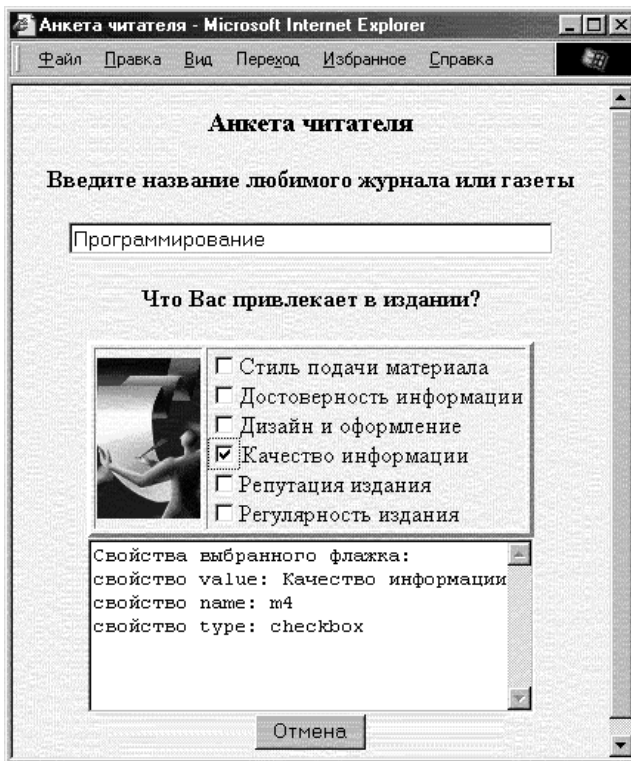 Анкета читателя - Microsoft Internet Explorer
Файл Правка Вид Переход Избранное Справка
Анкета читателя
Введите название любимого журнала или газеты
Программирование
Что Вас привлекает в издании?
Стиль подачи материала
Достоверность информации
Дизайн и оформление
Качество информации
Репутация издания
Регулярность издания
Свойства выбранного флажка:
свойство value: Качество информации
свойство name: m4
свойство type: checkbox
Отмена